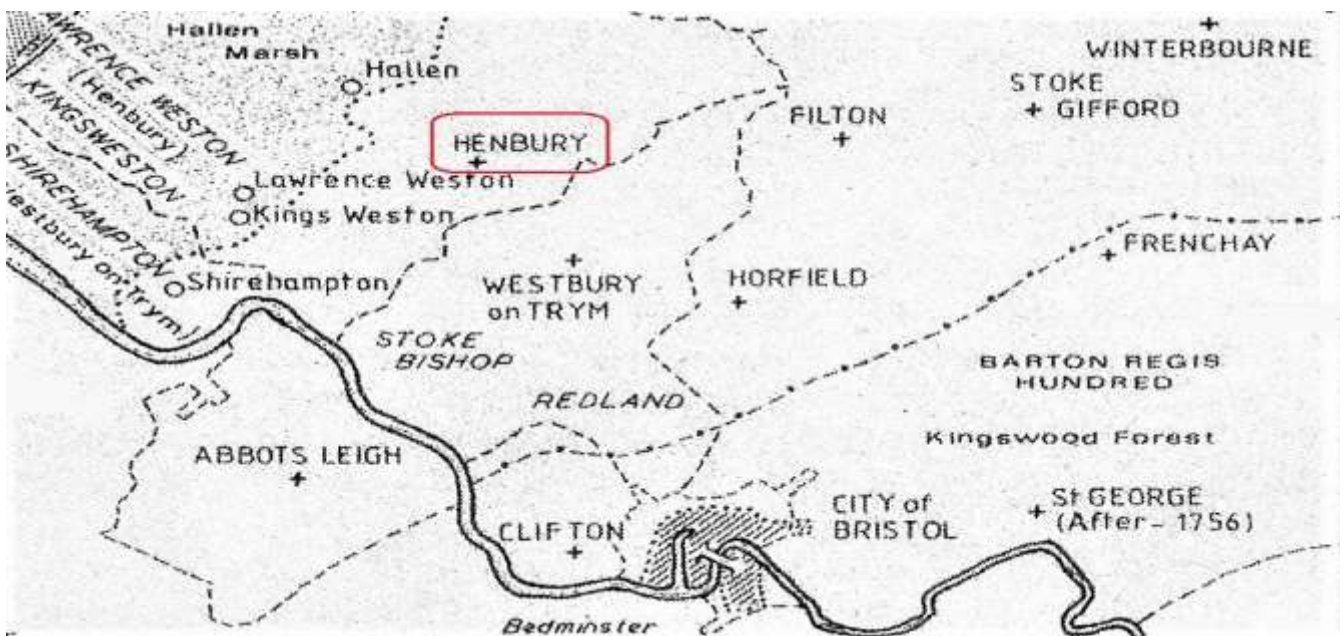 Hallen
Marsh
Hallen
WINTERBOURNE
STOKE
GIFFORD
FILTON
HENBURY
LAWRENCE WESTON
(Henbury)
KINGSWESTON
SHIREHAMPTON
Westbury on Trym)
Lawrence Weston
Kings Weston
Shirehampton
WESTBURY
on TRYM
HORFIELD
FRENCHAY
STOKE
BISHOP
REDLAND
BARTON REGIS
HUNDRED
Kingswood Forest
ABBOTS LEIGH
CLIFTON
CITY of
BRISTOL
St GEORGE
(After - 1756)
Bedminster